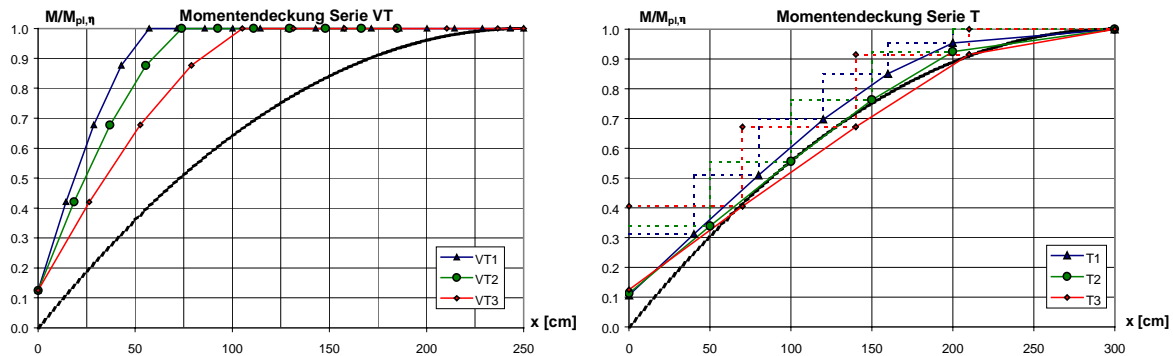 M/Mpl,η
Momentendeckung Serie VT
1.0
0.9
0.8
0.7
0.6
0.5
0.4
0.3
0.2
0.1
0.0
VT1
VT2
VT3
x [cm]
0 50 100 150 200 250
M/Mpl,η
Momentendeckung Serie T
1.0
0.9
0.8
0.7
0.6
0.5
0.4
0.3
0.2
0.1
0.0
T1
T2
T3
x [cm]
0 50 100 150 200 250 300